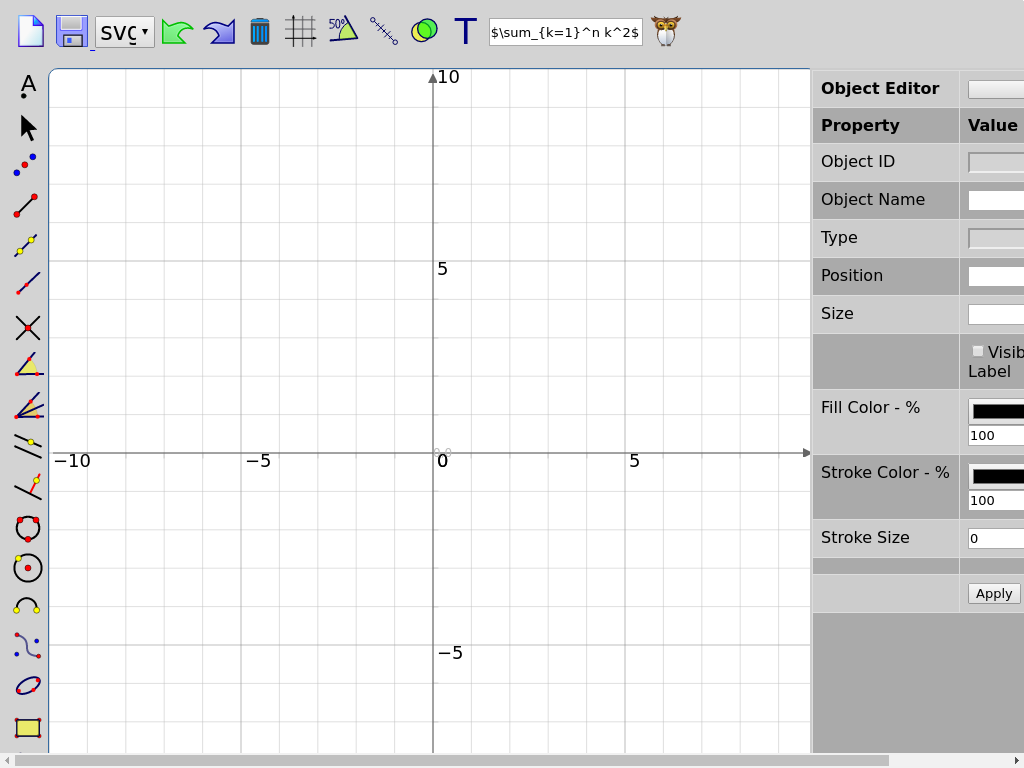 svg
50%
T
$\sum_{k=1}^n k^2$
A
10
5
−10
−5
0
5
−5
Object Editor
Property Value
Object ID
Object Name
Type
Position
Size
Visib
Label
Fill Color - %
100
Stroke Color - %
100
Stroke Size
0
Apply